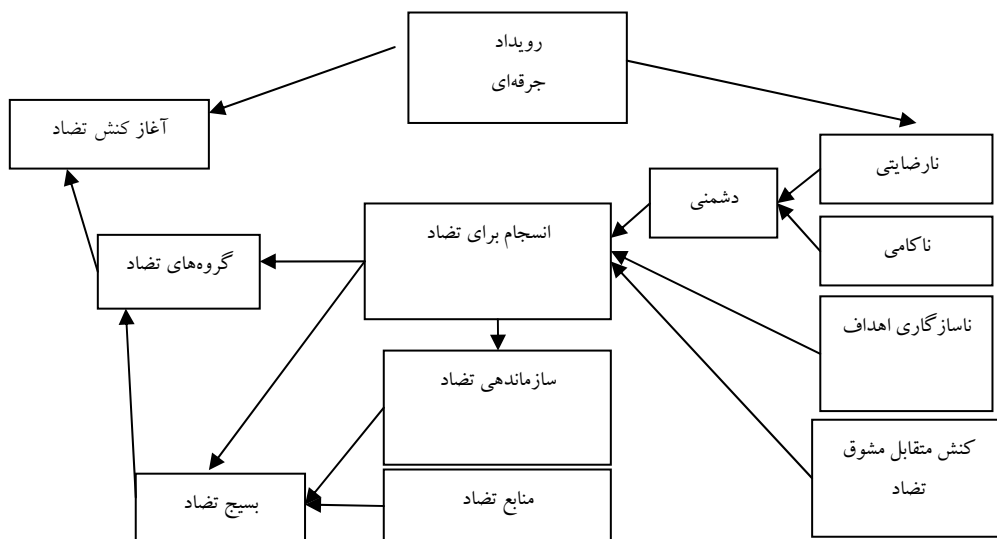 رویداد
جرقه‌ای
آغاز کنش تضاد
نارضایتی
دشمنی
ناکامی
انسجام برای تضاد
گروه‌های تضاد
ناسازگاری اهداف
سازماندهی تضاد
کنش متقابل مشوق
تضاد
منابع تضاد
بسیج تضاد